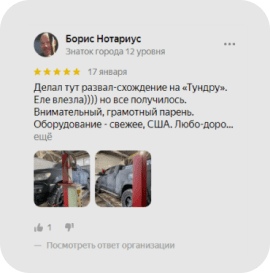 Борис Нотариус
Знаток города 12 уровня
17 января
Делал тут развал-схождение на «Тундру».
Еле влезла)))) но все получилось.
Внимательный, грамотный парень.
Оборудование - свежее, США. Любо-доро...
ещё
1
Посмотреть ответ организации